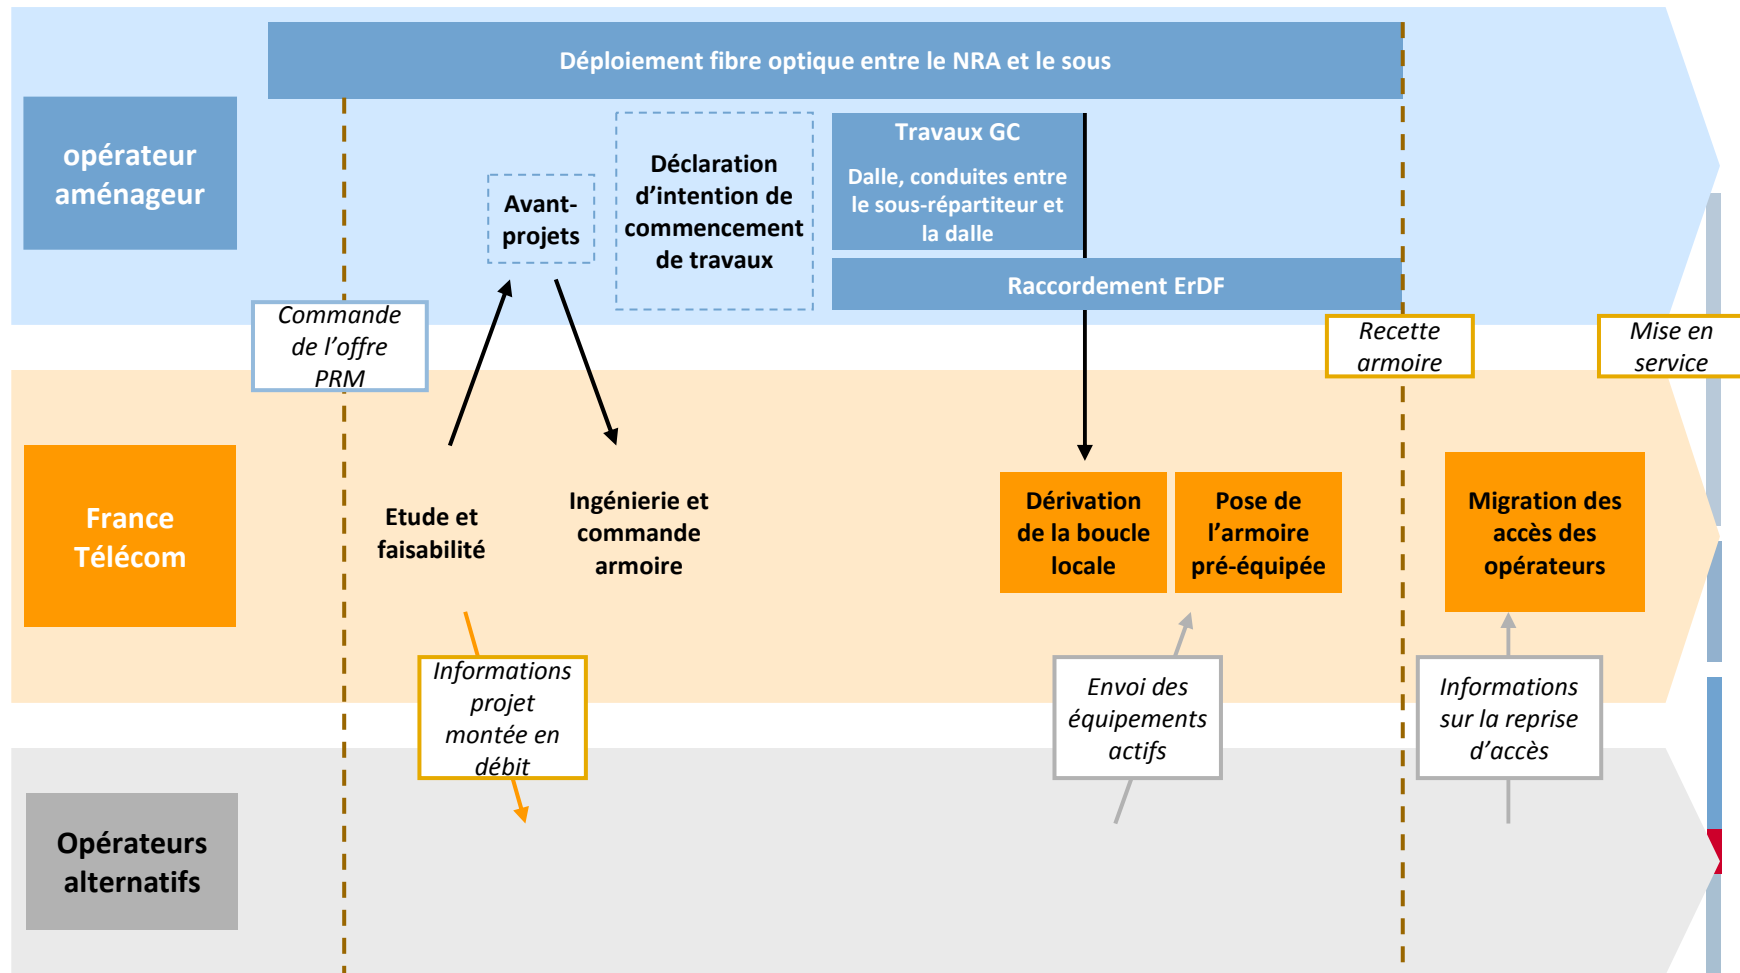 Déploiement fibre optique entre le NRA et le sous
opérateur
aménageur
Avant-
projets
Déclaration
d’intention de
commencement
de travaux
Travaux GC
Dalle, conduites entre
le sous-répartiteur et
la dalle
Raccordement ErDF
Commande
de l’offre
PRM
Recette
armoire
Mise en
service
France
Télécom
Etude et
faisabilité
Ingénierie et
commande
armoire
Dérivation
de la boucle
locale
Pose de
l’armoire
pré-équipée
Migration des
accès des
opérateurs
Informations
projet
montée en
débit
Envoi des
équipements
actifs
Informations
sur la reprise
d’accès
Opérateurs
alternatifs